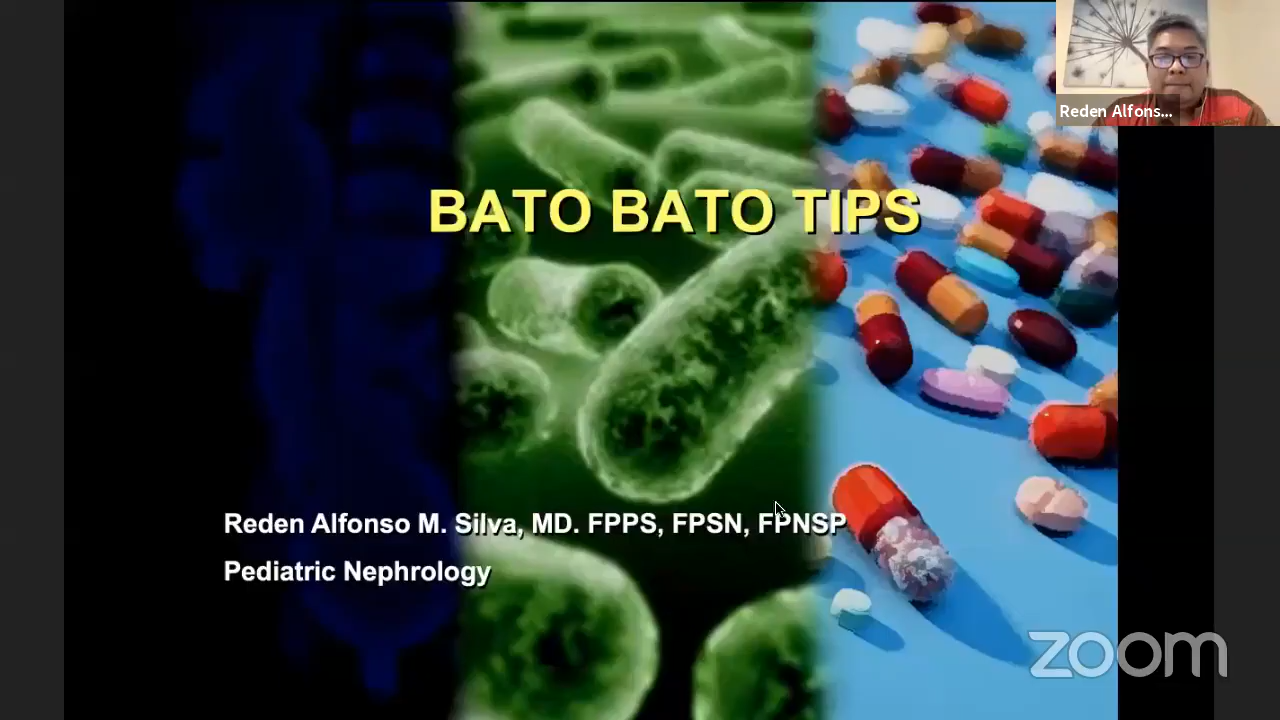 Reden Alfons...
BATO BATO TIPS
Reden Alfonso M. Silva, MD. FPPS, FPSN, FPNSP
Pediatric Nephrology
zoom